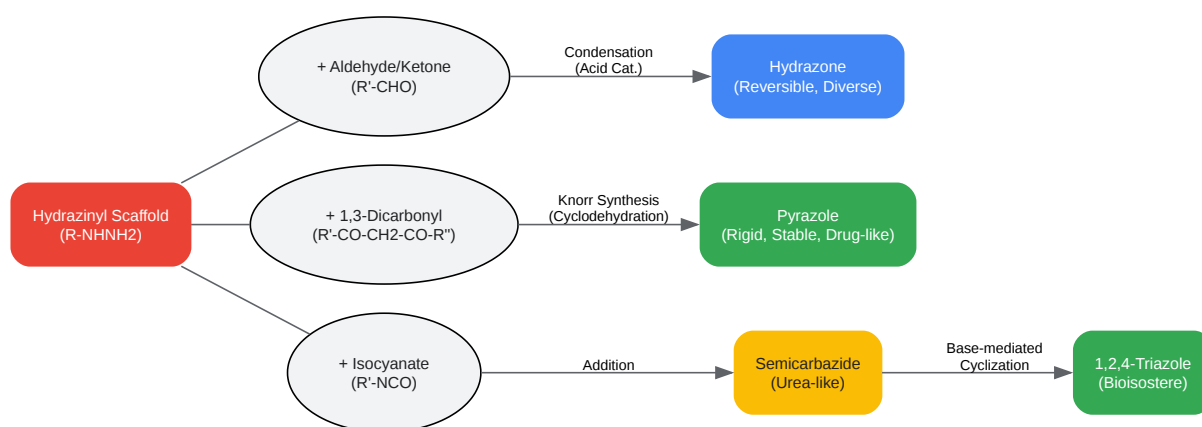 Hydrazinyl Scaffold
(R-NHNH2)
+ Aldehyde/Ketone
(R'-CHO)
Condensation
(Acid Cat.)
Hydrazone
(Reversible, Diverse)
+ 1,3-Dicarbonyl
(R'-CO-CH2-CO-R'')
Knorr Synthesis
(Cyclodehydration)
Pyrazole
(Rigid, Stable, Drug-like)
+ Isocyanate
(R'-NCO)
Addition
Semicarbazide
(Urea-like)
Base-mediated
Cyclization
1,2,4-Triazole
(Bioisostere)